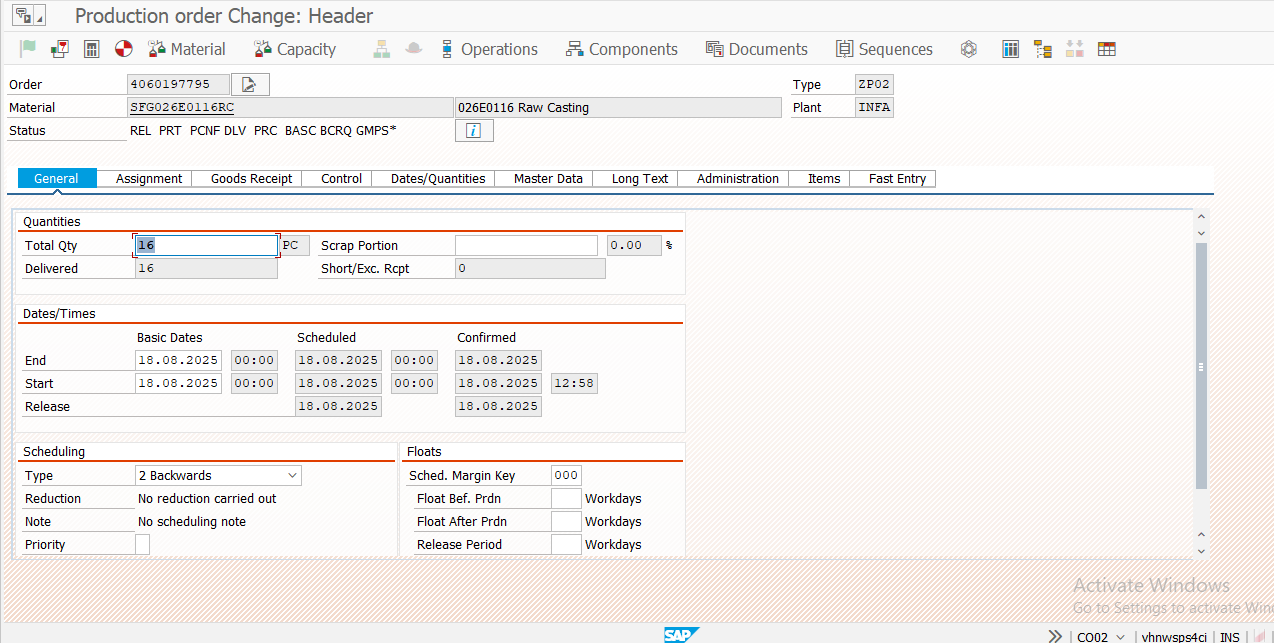 Production order Change: Header
Material Capacity Operations Components Documents Sequences
Order 4060197795 Type ZP02
Material SFG026E0116RC 026E0116 Raw Casting Plant INFA
Status REL PRT PCNF DLV PRC BASC BCRQ GMPS* i
General Assignment Goods Receipt Control Dates/Quantities Master Data Long Text Administration Items Fast Entry
Quantities
Total Qty 16 PC Scrap Portion 0.00 %
Delivered 16 Short/Exc. Rcpt 0
Dates/Times
Basic Dates Scheduled Confirmed
End 18.08.2025 00:00 18.08.2025 00:00 18.08.2025
Start 18.08.2025 00:00 18.08.2025 00:00 18.08.2025 12:58
Release 18.08.2025 18.08.2025
Scheduling Floats
Type 2 Backwards Sched. Margin Key 000
Reduction No reduction carried out Float Bef. Prdn Workdays
Note No scheduling note Float After Prdn Workdays
Priority Release Period Workdays
Activate Windows
Go to Settings to activate Win
SAP CO02 vhnwsps4ci INS